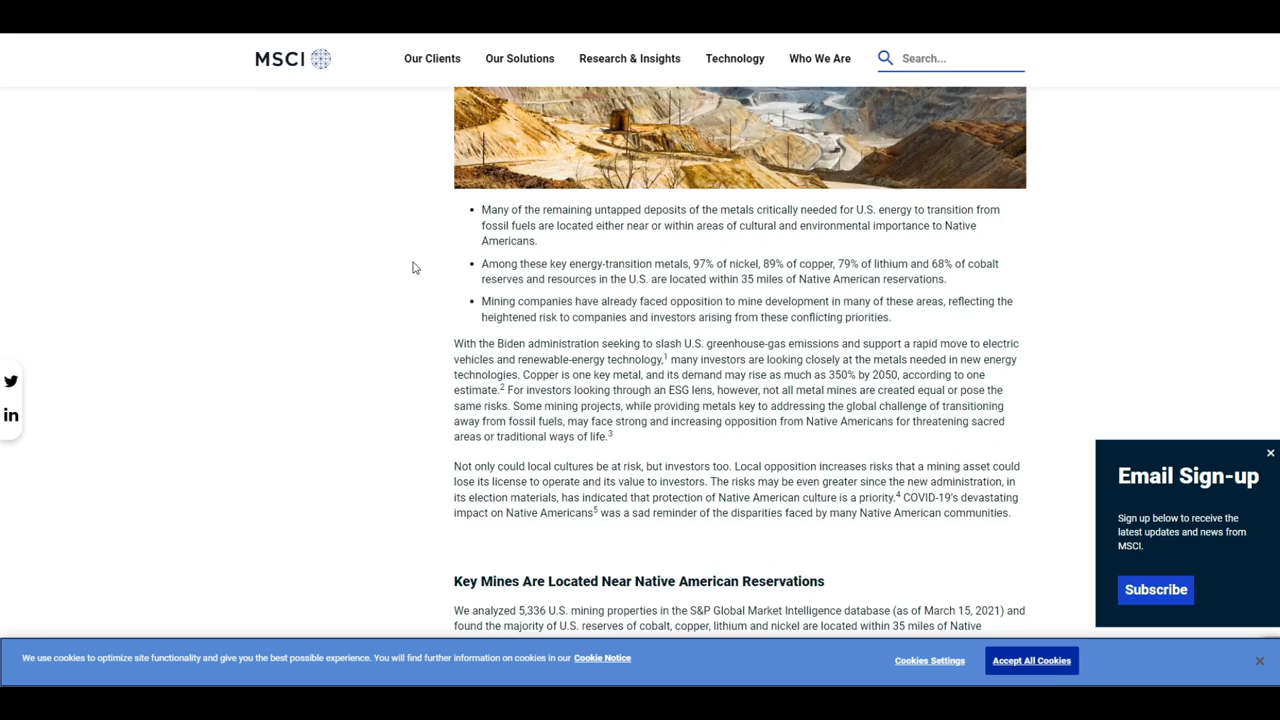 MSCI
Our Clients
Our Solutions
Research & Insights
Technology
Who We Are
Search...
• Many of the remaining untapped deposits of the metals critically needed for U.S. energy to transition from
fossil fuels are located either near or within areas of cultural and environmental importance to Native
Americans.
• Among these key energy-transition metals, 97% of nickel, 89% of copper, 79% of lithium and 68% of cobalt
reserves and resources in the U.S. are located within 35 miles of Native American reservations.
• Mining companies have already faced opposition to mine development in many of these areas, reflecting the
heightened risk to companies and investors arising from these conflicting priorities.
With the Biden administration seeking to slash U.S. greenhouse-gas emissions and support a rapid move to electric
vehicles and renewable-energy technology,1 many investors are looking closely at the metals needed in new energy
technologies. Copper is one key metal, and its demand may rise as much as 350% by 2050, according to one
estimate.2 For investors looking through an ESG lens, however, not all metal mines are created equal or pose the
same risks. Some mining projects, while providing metals key to addressing the global challenge of transitioning
away from fossil fuels, may face strong and increasing opposition from Native Americans for threatening sacred
areas or traditional ways of life.3
Not only could local cultures be at risk, but investors too. Local opposition increases risks that a mining asset could
lose its license to operate and its value to investors. The risks may be even greater since the new administration, in
its election materials, has indicated that protection of Native American culture is a priority.4 COVID-19's devastating
impact on Native Americans5 was a sad reminder of the disparities faced by many Native American communities.
Key Mines Are Located Near Native American Reservations
We analyzed 5,336 U.S. mining properties in the S&P Global Market Intelligence database (as of March 15, 2021) and
found the majority of U.S. reserves of cobalt, copper, lithium and nickel are located within 35 miles of Native
Email Sign-up
Sign up below to receive the
latest updates and news from
MSCI.
Subscribe
We use cookies to optimize site functionality and give you the best possible experience. You will find further information on cookies in our Cookie Notice
Cookies Settings
Accept All Cookies